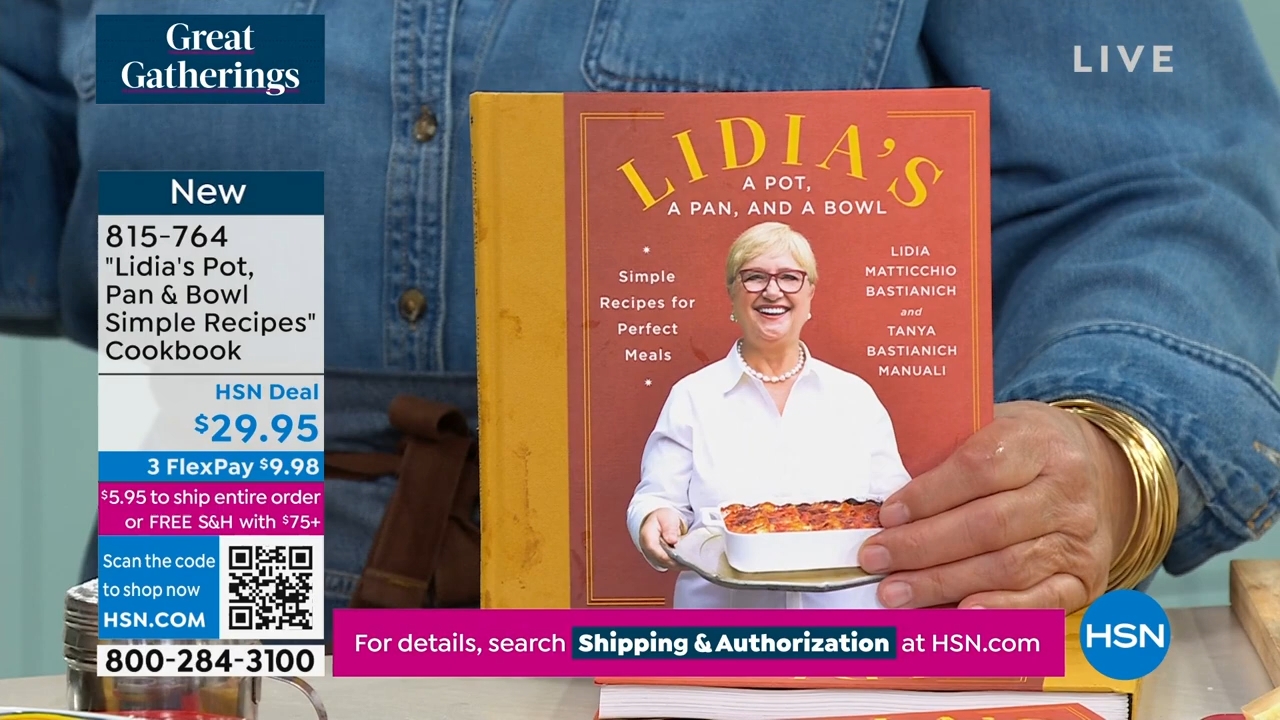 Great
Gatherings
LIVE
New
815-764
"Lidia's Pot,
Pan & Bowl
Simple Recipes"
Cookbook
HSN Deal
$29.95
3 FlexPay $9.98
$5.95 to ship entire order
or FREE S&H with $75+
Scan the code
to shop now
HSN.COM
800-284-3100
LIDIA'S
A POT,
A PAN, AND A BOWL
Simple
Recipes for
Perfect
Meals
LIDIA
MATTICCHIO
BASTIANICH
and
TANYA
BASTIANICH
MANUALI
For details, search Shipping & Authorization at HSN.com
HSN